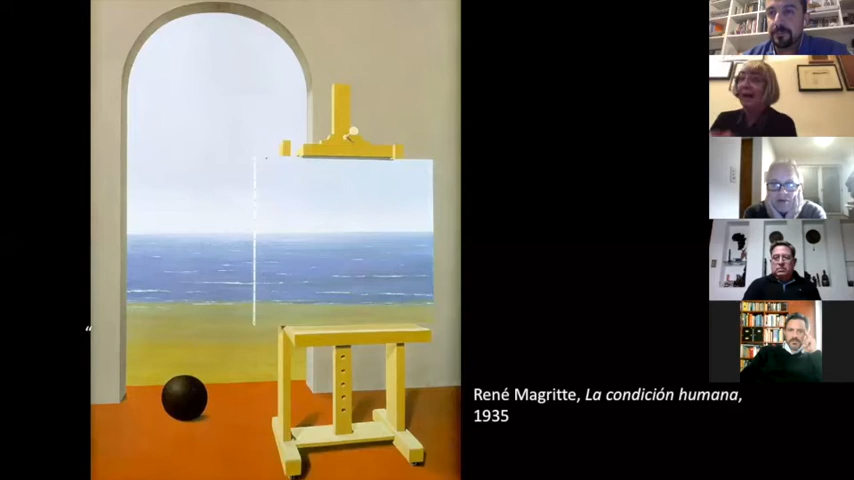 “
René Magritte, La condición humana,
1935